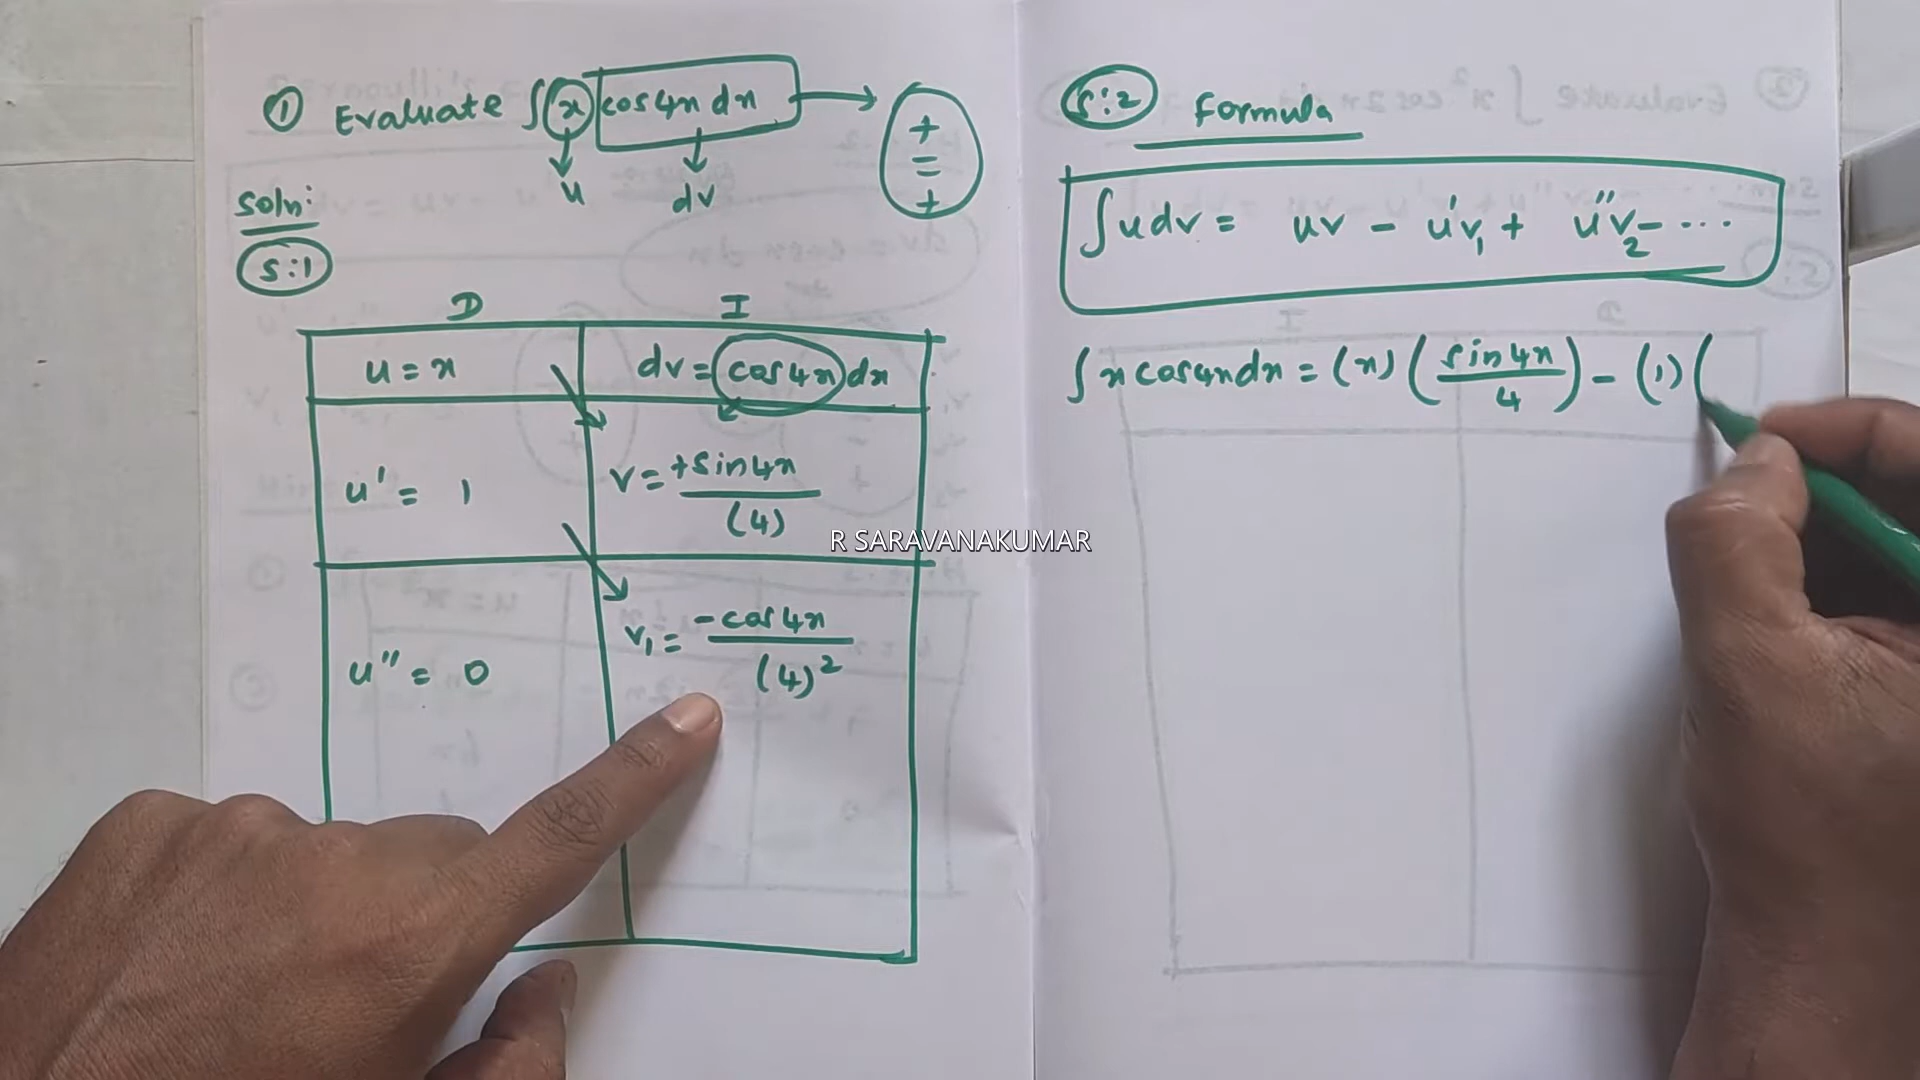 ① Evaluate ∫ x cos4x dx
u dv
+
-
+
Soln:
S:1
D I
u = x dv = cos4x dx
u' = 1 v = +sin4x/(4)
u'' = 0 v₁ = -cos4x/(4)²
S:2 Formula
∫udv = uv - u'v₁ + u''v₂ - ...
∫ x cos4x dx = (x) (sin4x/4) - (1) (
R SARAVANAKUMAR